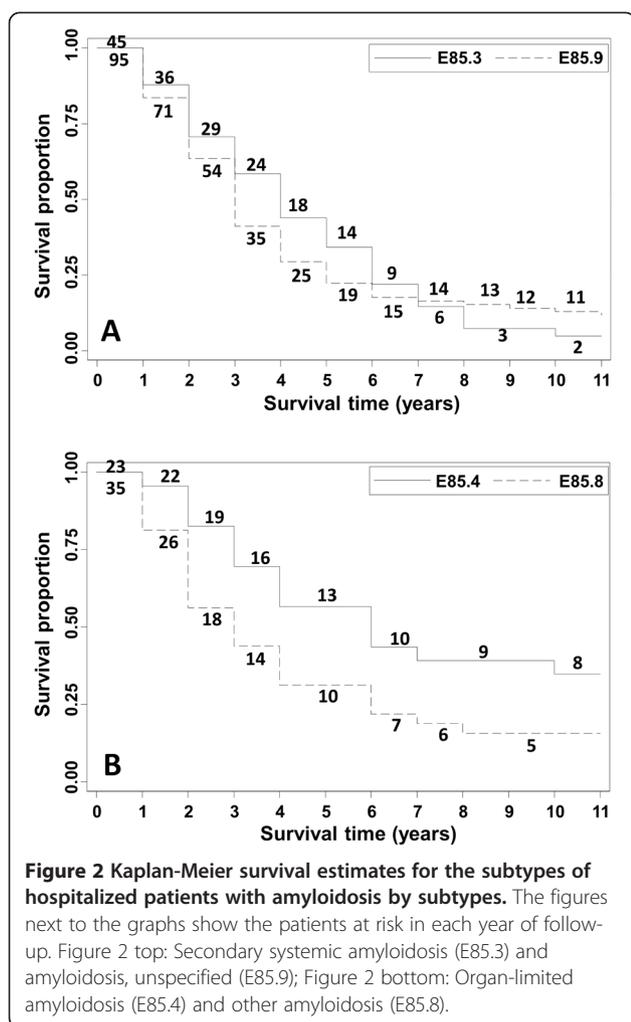 E85.3 E85.9
1.00
0.75
0.50
0.25
0.00
Survival proportion
45
95
36
71
29
54
24
35
18
25
14
19
9
15
14
6
13
3
12
11
2
A
0 1 2 3 4 5 6 7 8 9 10 11
Survival time (years)
E85.4 E85.8
1.00
0.75
0.50
0.25
0.00
Survival proportion
23
35
22
26
19
18
16
14
13
10
10
7
9
6
5
8
B
0 1 2 3 4 5 6 7 8 9 10 11
Survival time (years)
Figure 2 Kaplan-Meier survival estimates for the subtypes of
hospitalized patients with amyloidosis by subtypes. The figures
next to the graphs show the patients at risk in each year of follow-
up. Figure 2 top: Secondary systemic amyloidosis (E85.3) and
amyloidosis, unspecified (E85.9); Figure 2 bottom: Organ-limited
amyloidosis (E85.4) and other amyloidosis (E85.8).